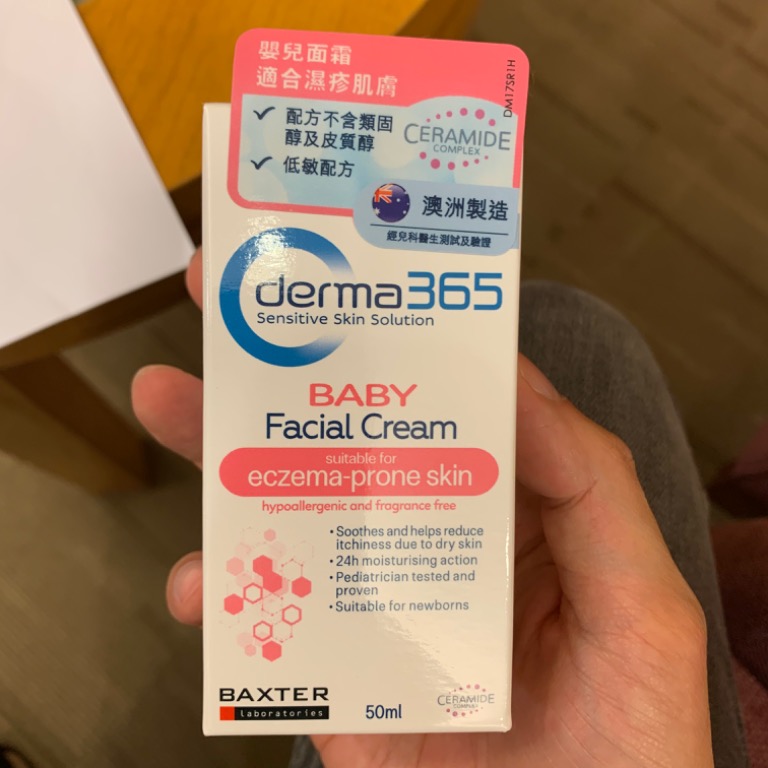 嬰兒面霜
適合濕疹肌膚
配方不含類固
醇及皮質醇
低敏配方
CERAMIDE
COMPLEX
DM17SR1H
澳洲製造
經兒科醫生測試及驗證
derma365
Sensitive Skin Solution
BABY
Facial Cream
suitable for
eczema-prone skin
hypoallergenic and fragrance free
• Soothes and helps reduce
itchiness due to dry skin
• 24h moisturising action
• Pediatrician tested and
proven
• Suitable for newborns
BAXTER
laboratories
50ml
CERAMIDE
COMPLEX